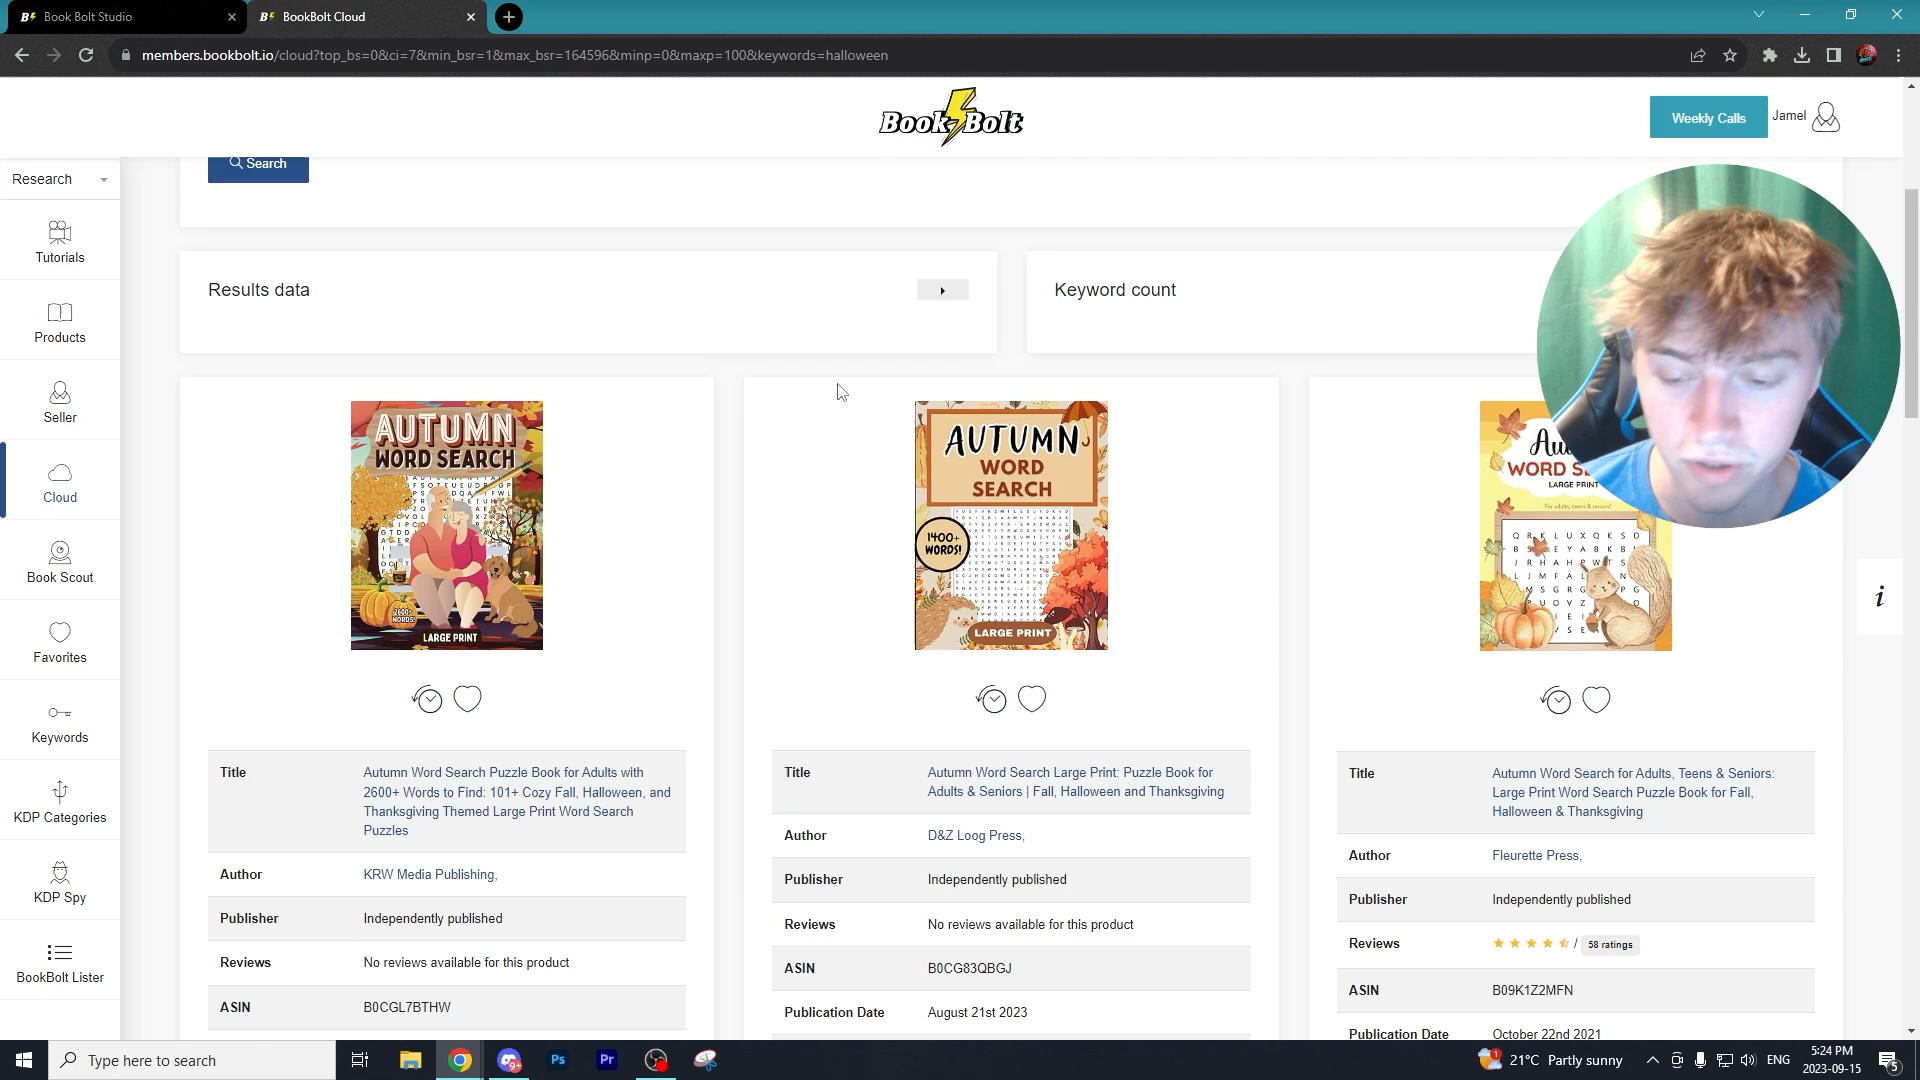 Book Bolt Studio
BookBolt Cloud
members.bookbolt.io/cloud?top_bs=0&ci=7&min_bsr=1&max_bsr=164596&minp=0&maxp=100&keywords=halloween
Book Bolt
Weekly Calls
Jamel
Research
Search
Tutorials
Products
Seller
Cloud
Book Scout
Favorites
Keywords
KDP Categories
KDP Spy
BookBolt Lister
Results data
Keyword count
AUTUMN
WORD SEARCH
2600+
WORDS!
LARGE PRINT
AUTUMN
WORD
SEARCH
1400+
WORDS!
LARGE PRINT
LARGE PRINT
For adults, teens & seniors!
i
Title
Autumn Word Search Puzzle Book for Adults with
2600+ Words to Find: 101+ Cozy Fall, Halloween, and
Thanksgiving Themed Large Print Word Search
Puzzles
Author
KRW Media Publishing,
Publisher
Independently published
Reviews
No reviews available for this product
ASIN
B0CGL7BTHW
Title
Autumn Word Search Large Print: Puzzle Book for
Adults & Seniors | Fall, Halloween and Thanksgiving
Author
D&Z Loog Press,
Publisher
Independently published
Reviews
No reviews available for this product
ASIN
B0CG83QBGJ
Publication Date
August 21st 2023
Title
Autumn Word Search for Adults, Teens & Seniors:
Large Print Word Search Puzzle Book for Fall,
Halloween & Thanksgiving
Author
Fleurette Press,
Publisher
Independently published
Reviews
/ 58 ratings
ASIN
B09K1Z2MFN
Publication Date
October 22nd 2021
Type here to search
9+
Ps
Pr
1
21°C Partly sunny
ENG
5:24 PM
2023-09-15
5